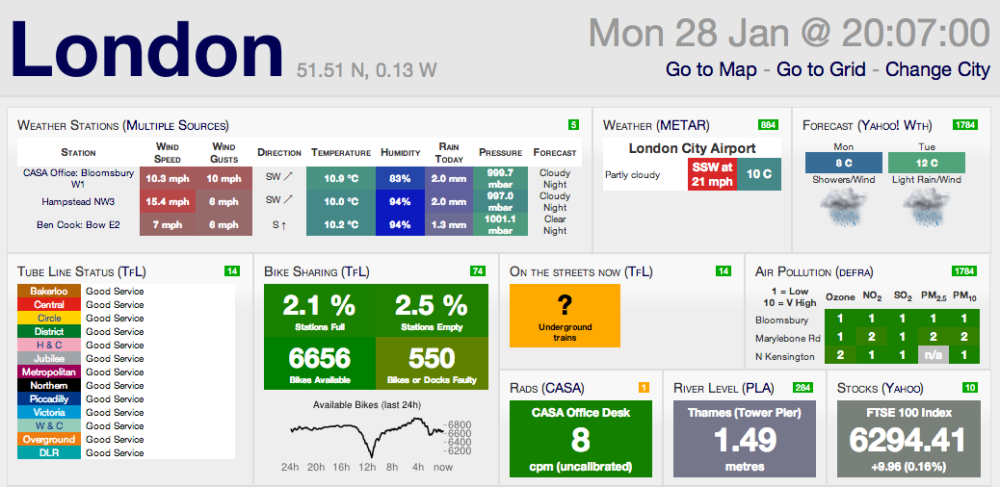 London 51.51 N, 0.13 W
Mon 28 Jan @ 20:07:00
Go to Map - Go to Grid - Change City
Weather Stations (Multiple Sources) 5
Station Wind Speed Wind Gusts Direction Temperature Humidity Rain Today Pressure Forecast
CASA Office: Bloomsbury W1 10.3 mph 10 mph SW ↗ 10.9 °C 83% 2.0 mm 999.7 mbar Cloudy Night
Hampstead NW3 15.4 mph 6 mph SW ↗ 10.0 °C 94% 2.0 mm 997.0 mbar Cloudy Night
Ben Cook: Bow E2 7 mph 6 mph S ↑ 10.2 °C 94% 1.3 mm 1001.1 mbar Clear Night
Weather (METAR) 884
London City Airport
Partly cloudy SSW at 21 mph 10 C
Forecast (Yahoo! Wth) 1784
Mon Tue
8 C 12 C
Showers/Wind Light Rain/Wind
Tube Line Status (TfL) 14
Bakerloo Good Service
Central Good Service
Circle Good Service
District Good Service
H & C Good Service
Jubilee Good Service
Metropolitan Good Service
Northern Good Service
Piccadilly Good Service
Victoria Good Service
W & C Good Service
Overground Good Service
DLR Good Service
Bike Sharing (TfL) 74
2.1 % 2.5 %
Stations Full Stations Empty
6656 550
Bikes Available Bikes or Docks Faulty
Available Bikes (last 24h)
6800
6600
6400
6200
24h 20h 16h 12h 8h 4h now
On the streets now (TfL) 14
?
Underground
trains
Air Pollution (defra) 1784
1 = Low
10 = V High
Ozone NO2 SO2 PM2.5 PM10
Bloomsbury 1 1 1 1 1
Marylebone Rd 1 2 1 2 2
N Kensington 2 1 1 n/a 1
Rads (CASA) 1
CASA Office Desk
8
cpm (uncalibrated)
River Level (PLA) 284
Thames (Tower Pier)
1.49
metres
Stocks (Yahoo) 10
FTSE 100 Index
6294.41
+9.96 (0.16%)